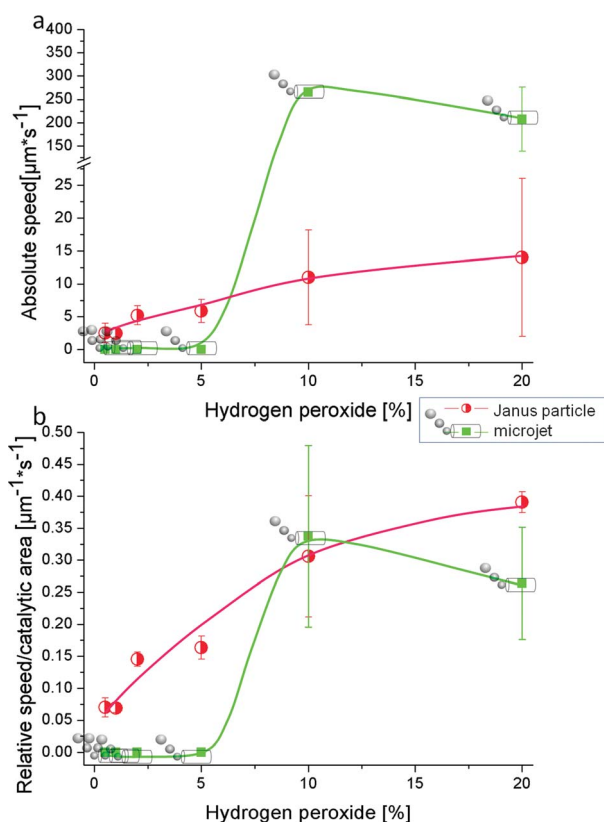 a
Absolute speed[µm*s⁻¹]
400
350
300
250
200
150
25
20
15
10
5
0
0 5 10 15 20
Hydrogen peroxide [%]
Janus particle
microjet
b
Relative speed/catalytic area [µm⁻¹*s⁻¹]
0.50
0.45
0.40
0.35
0.30
0.25
0.20
0.15
0.10
0.05
0.00
0 5 10 15 20
Hydrogen peroxide [%]